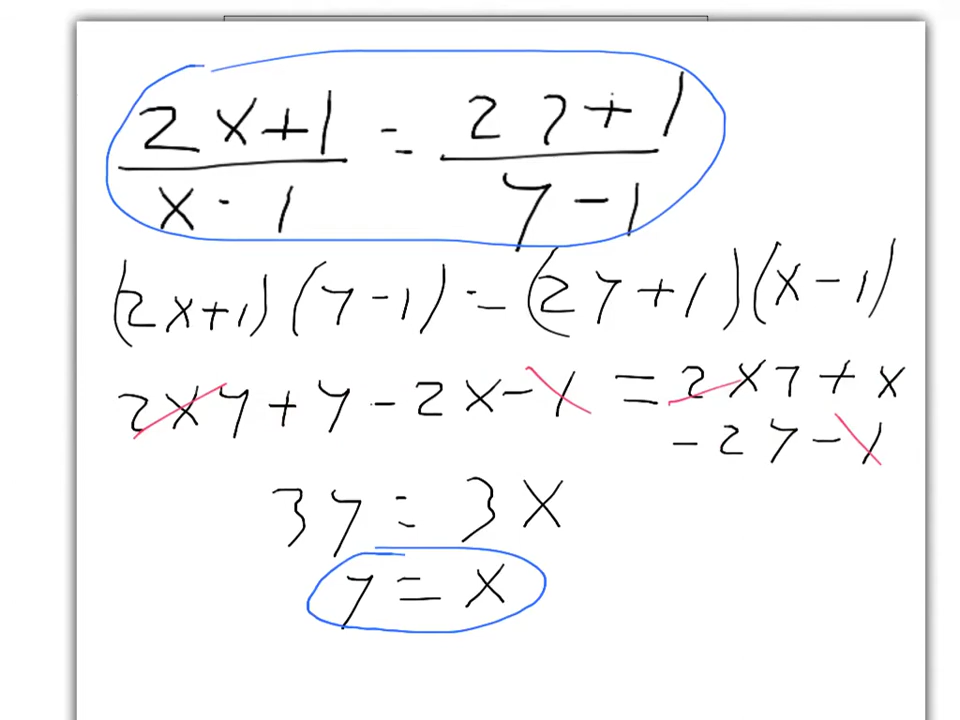 2x+1 = 2y+1
x-1   y-1
(2x+1)(y-1) = (2y+1)(x-1)
2xy+y-2x-1 = 2xy+x
-2y-1
3y = 3x
y = x